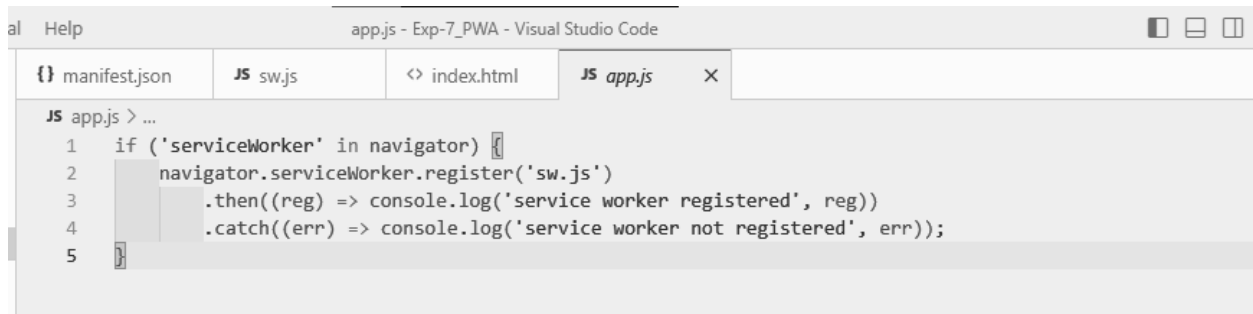 al Help app.js - Exp-7_PWA - Visual Studio Code
{} manifest.json JS sw.js <> index.html JS app.js ×
JS app.js > ...
1 if ('serviceWorker' in navigator) {
2 navigator.serviceWorker.register('sw.js')
3 .then((reg) => console.log('service worker registered', reg))
4 .catch((err) => console.log('service worker not registered', err));
5 }